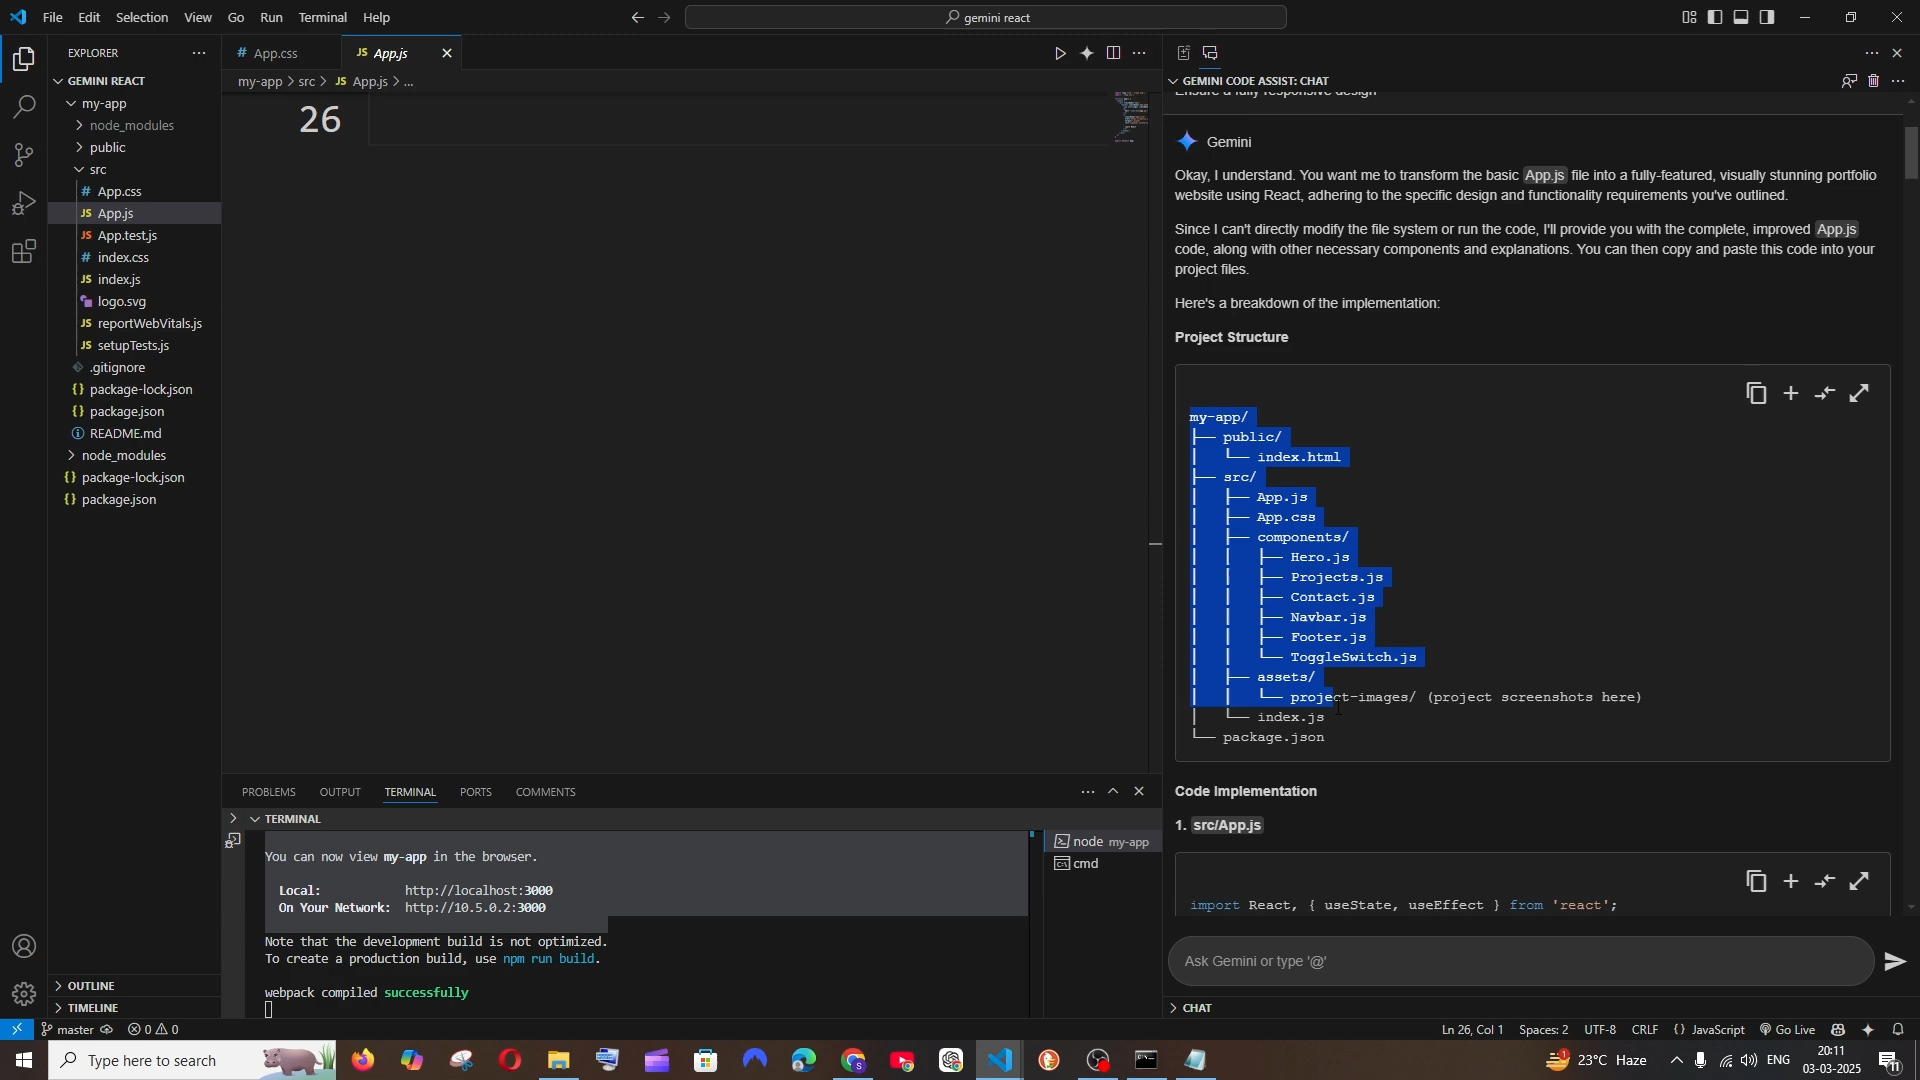 File Edit Selection View Go Run Terminal Help
gemini react
EXPLORER
GEMINI REACT
my-app
node_modules
public
src
# App.css
JS App.js
JS App.test.js
# index.css
JS index.js
logo.svg
JS reportWebVitals.js
JS setupTests.js
.gitignore
{} package-lock.json
{} package.json
README.md
node_modules
{} package-lock.json
{} package.json
OUTLINE
TIMELINE
# App.css
JS App.js
my-app > src > JS App.js > ...
26
PROBLEMS OUTPUT TERMINAL PORTS COMMENTS
TERMINAL
You can now view my-app in the browser.
Local: http://localhost:3000
On Your Network: http://10.5.0.2:3000
Note that the development build is not optimized.
To create a production build, use npm run build.
webpack compiled successfully
node my-app
cmd
GEMINI CODE ASSIST: CHAT
Ensure a fully responsive design
Gemini
Okay, I understand. You want me to transform the basic App.js file into a fully-featured, visually stunning portfolio
website using React, adhering to the specific design and functionality requirements you've outlined.
Since I can't directly modify the file system or run the code, I'll provide you with the complete, improved App.js
code, along with other necessary components and explanations. You can then copy and paste this code into your
project files.
Here's a breakdown of the implementation:
Project Structure
my-app/
├── public/
│   └── index.html
├── src/
│   ├── App.js
│   ├── App.css
│   ├── components/
│   │   ├── Hero.js
│   │   ├── Projects.js
│   │   ├── Contact.js
│   │   ├── Navbar.js
│   │   ├── Footer.js
│   │   └── ToggleSwitch.js
│   ├── assets/
│   │   └── project-images/ (project screenshots here)
│   └── index.js
└── package.json
Code Implementation
1. src/App.js
import React, { useState, useEffect } from 'react';
Ask Gemini or type '@'
CHAT
master 0 0
Ln 26, Col 1 Spaces: 2 UTF-8 CRLF {} JavaScript Go Live
Type here to search
1
23°C Haze
ENG
20:11
03-03-2025
11